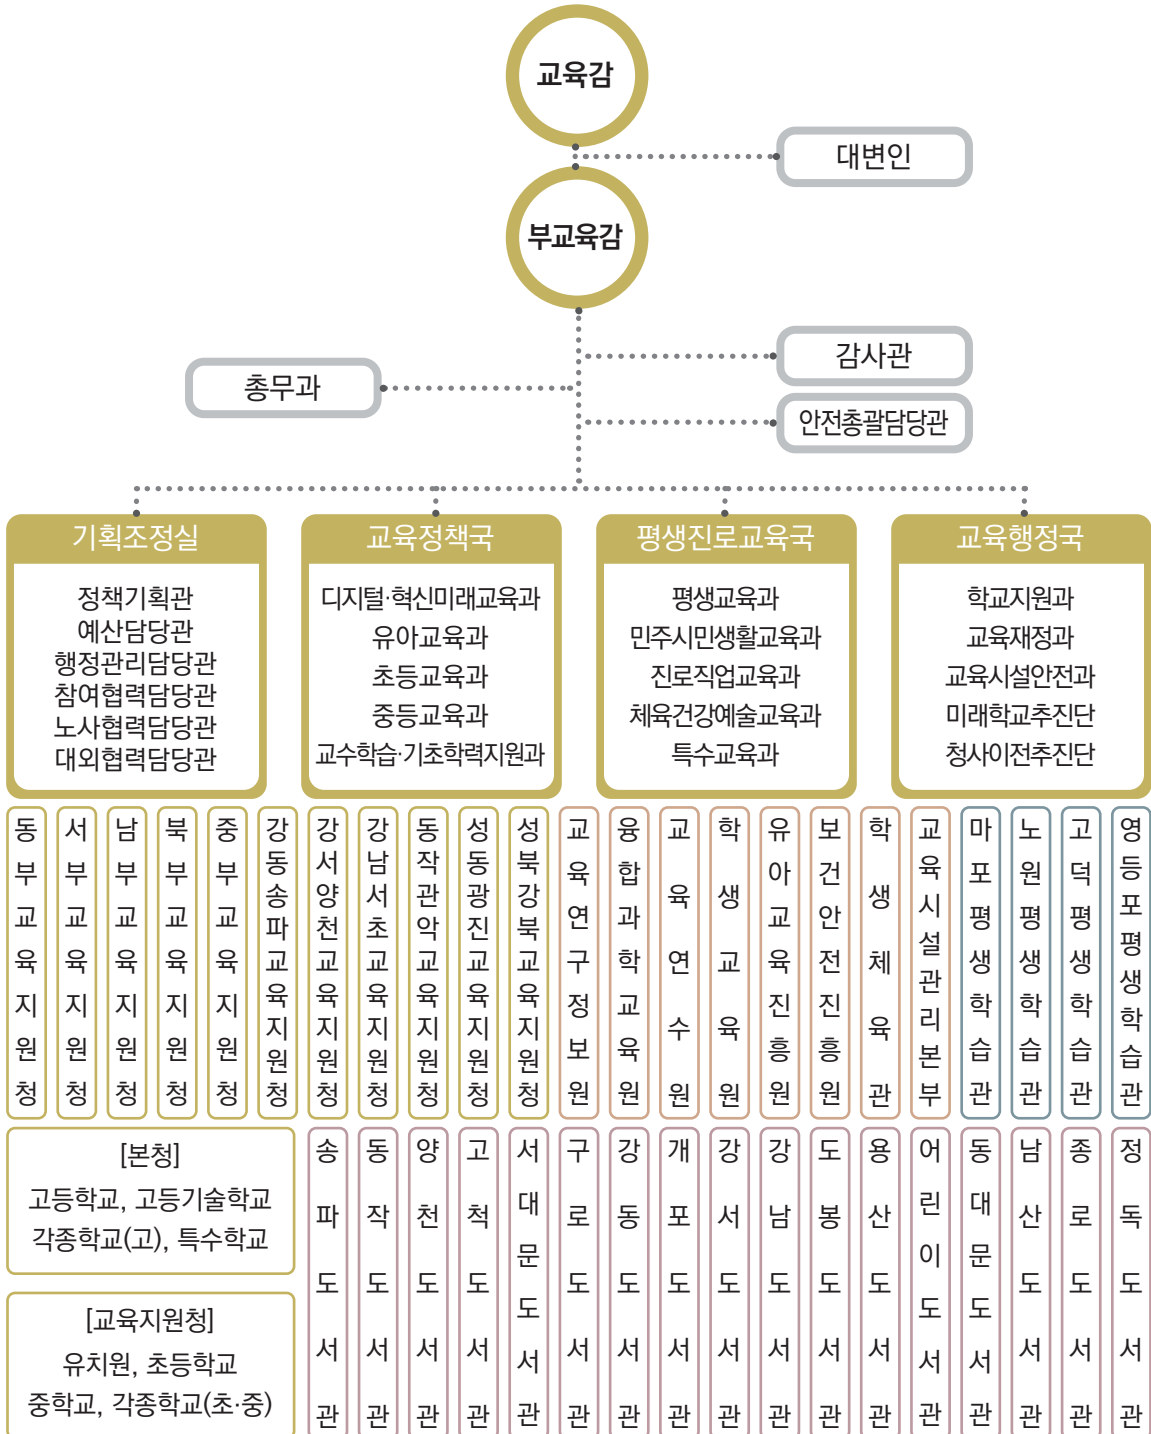 교육감
대변인
부교육감
감사관
총무과
안전총괄담당관
기획조정실
정책기획관
예산담당관
행정관리담당관
참여협력담당관
노사협력담당관
대외협력담당관
교육정책국
디지털·혁신미래교육과
유아교육과
초등교육과
중등교육과
교수학습·기초학력지원과
평생진로교육국
평생교육과
민주시민생활교육과
진로직업교육과
체육건강예술교육과
특수교육과
교육행정국
학교지원과
교육재정과
교육시설안전과
미래학교추진단
청사이전추진단
동부교육지원청
서부교육지원청
남부교육지원청
북부교육지원청
중부교육지원청
강동송파교육지원청
강서양천교육지원청
강남서초교육지원청
동작관악교육지원청
성동광진교육지원청
성북강북교육지원청
교육연구정보원
융합과학교육원
교육연수원
학생교육원
유아교육진흥원
보건안전진흥원
학생체육관
교육시설관리본부
마포평생학습관
노원평생학습관
고덕평생학습관
영등포평생학습관
[본청]
고등학교, 고등기술학교
각종학교(고), 특수학교
[교육지원청]
유치원, 초등학교
중학교, 각종학교(초·중)
송파도서관
동작도서관
양천도서관
고척도서관
서대문도서관
구로도서관
강동도서관
개포도서관
강서도서관
강남도서관
도봉도서관
용산도서관
어린이도서관
동대문도서관
남산도서관
종로도서관
정독도서관